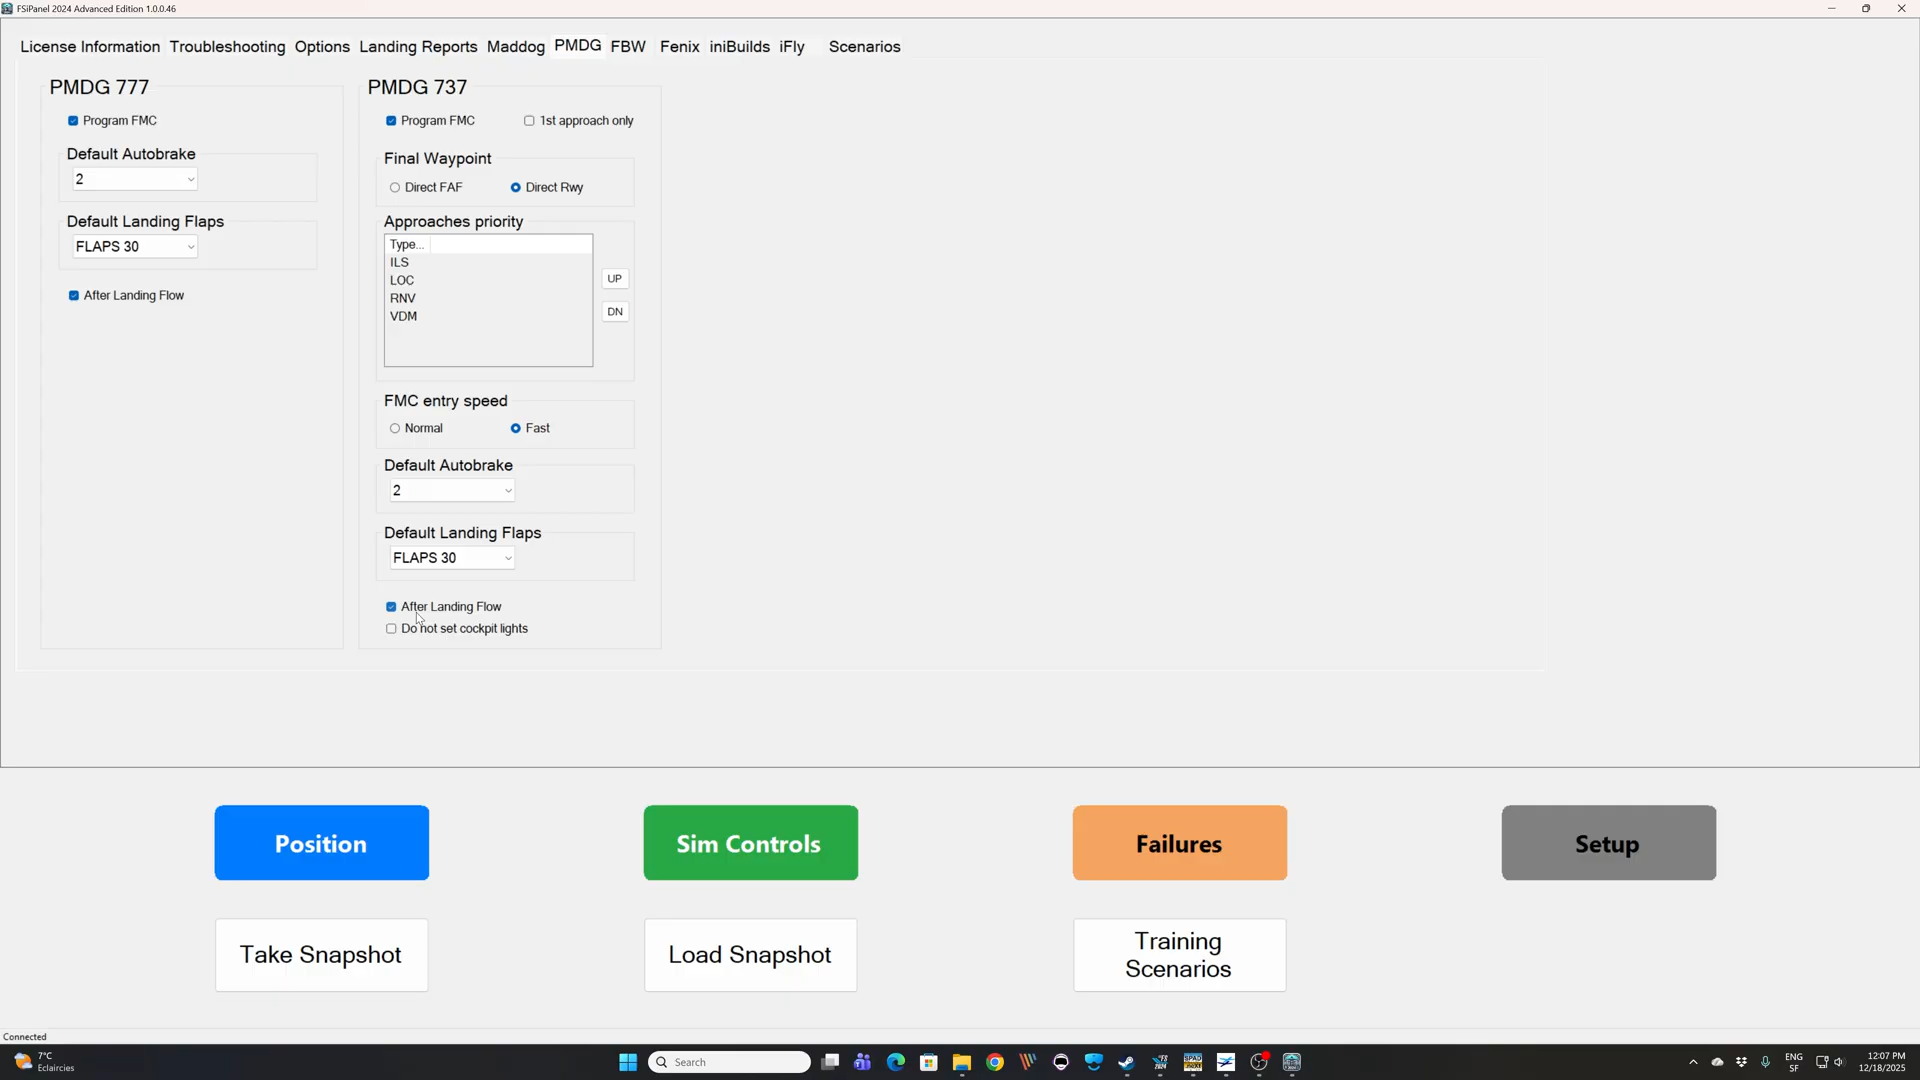 FSiPanel 2024 Advanced Edition 1.0.0.46
License Information Troubleshooting Options Landing Reports Maddog PMDG FBW Fenix iniBuilds iFly Scenarios
PMDG 777
Program FMC
Default Autobrake
2
Default Landing Flaps
FLAPS 30
After Landing Flow
PMDG 737
Program FMC 1st approach only
Final Waypoint
Direct FAF Direct Rwy
Approaches priority
Type...
ILS
LOC
RNV
VDM
UP
DN
FMC entry speed
Normal Fast
Default Autobrake
2
Default Landing Flaps
FLAPS 30
After Landing Flow
Do not set cockpit lights
Position Sim Controls Failures Setup
Take Snapshot Load Snapshot Training
Scenarios
Connected
7°C
Eclaircies
Search
ENG
SF
12:07 PM
12/18/2025